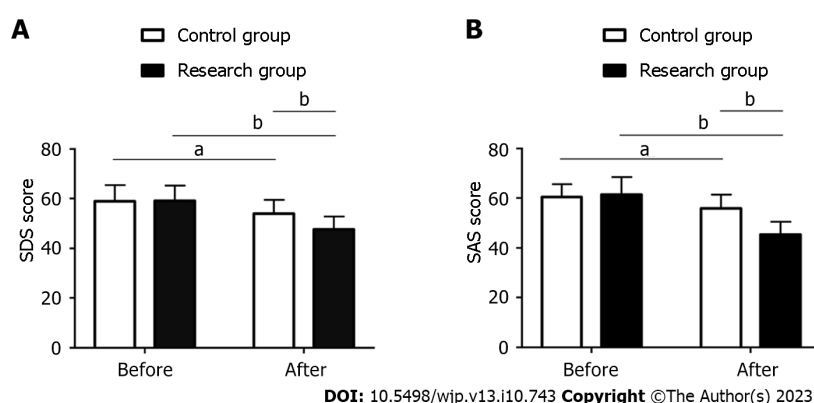 A
Control group
Research group
b
b
a
80
60
40
20
0
SDS score
Before
After
B
Control group
Research group
b
b
a
80
60
40
20
0
SAS score
Before
After
DOI: 10.5498/wjp.v13.i10.743 Copyright ©The Author(s) 2023